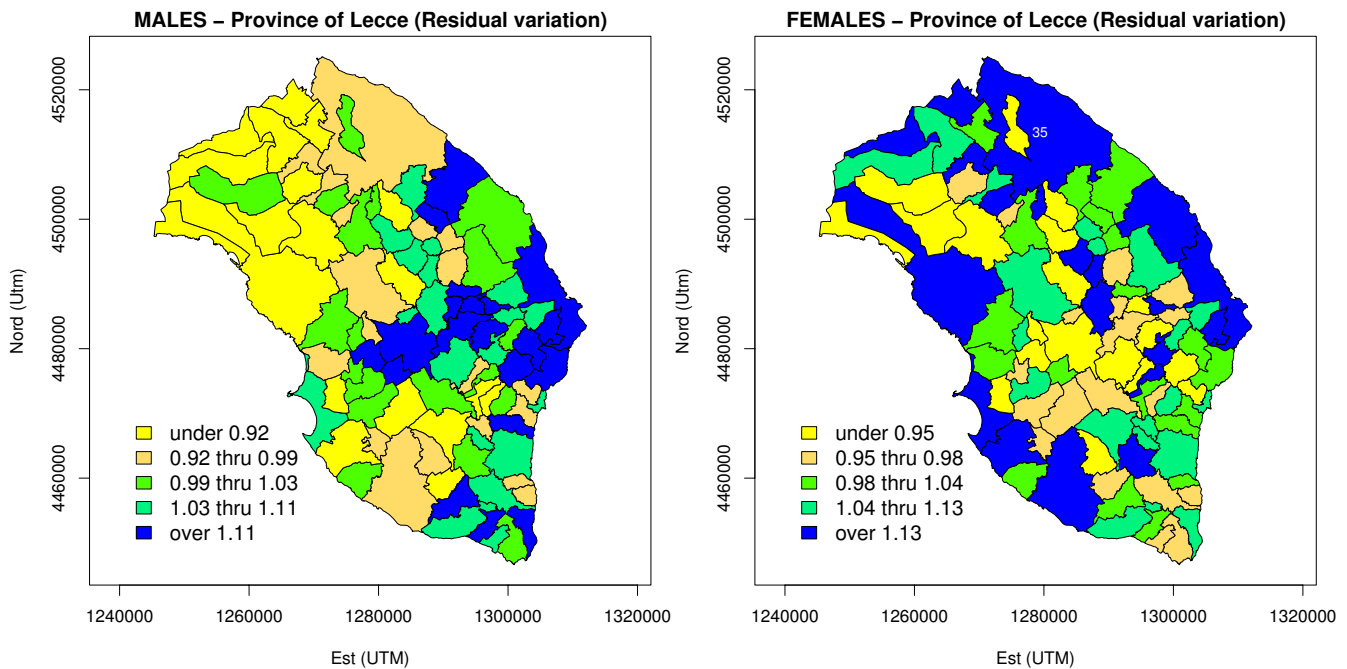 MALES − Province of Lecce (Residual variation)
4520000
4500000
4480000
4460000
Nord (Utm)
under 0.92
0.92 thru 0.99
0.99 thru 1.03
1.03 thru 1.11
over 1.11
1240000 1260000 1280000 1300000 1320000
Est (UTM)
FEMALES − Province of Lecce (Residual variation)
4520000
4500000
4480000
4460000
Nord (Utm)
35
under 0.95
0.95 thru 0.98
0.98 thru 1.04
1.04 thru 1.13
over 1.13
1240000 1260000 1280000 1300000 1320000
Est (UTM)